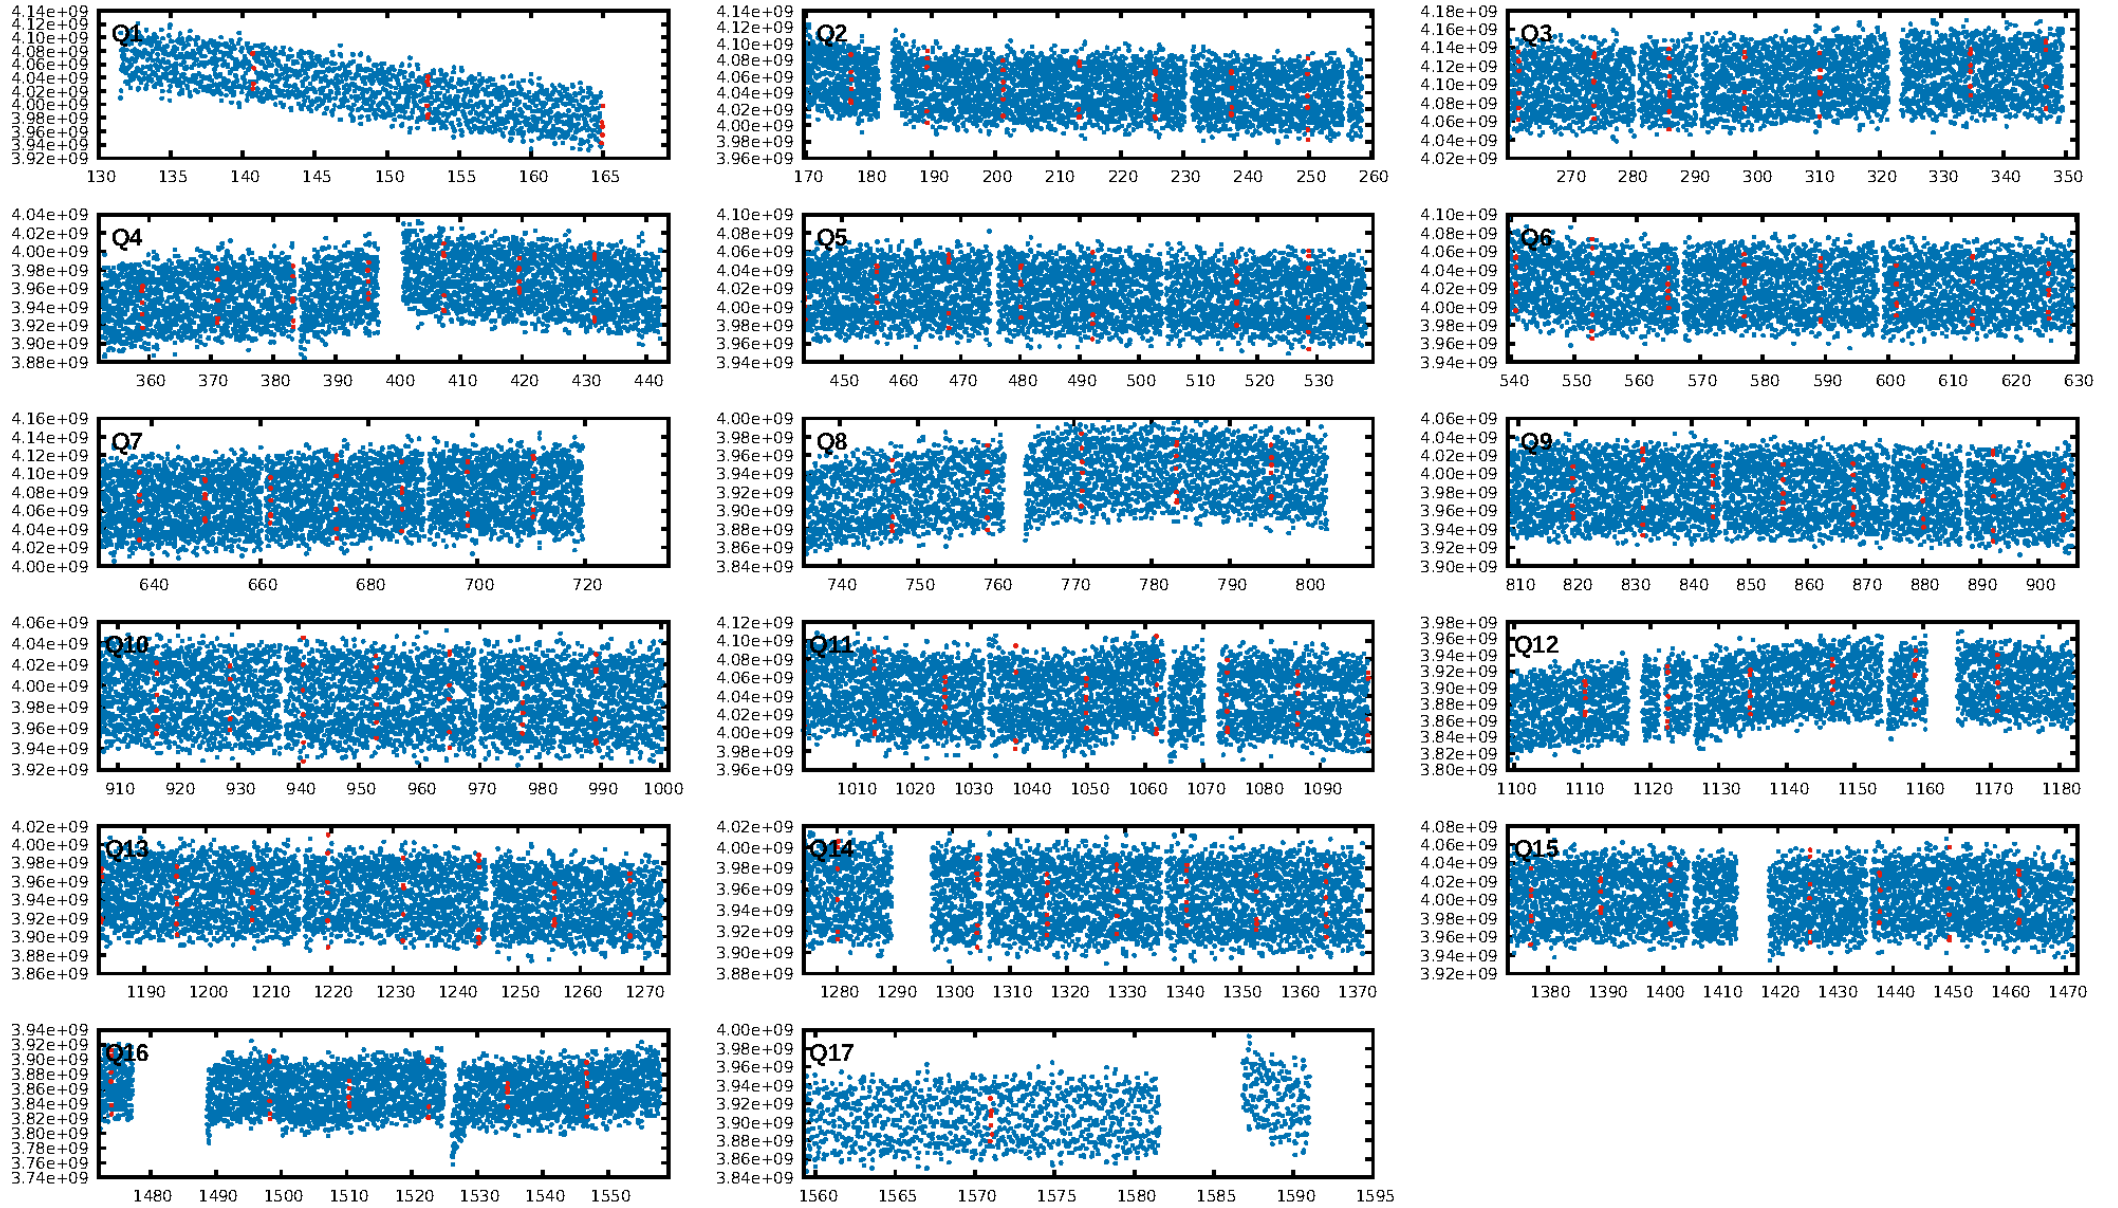 4.14e+09 4.12e+09 4.10e+09 4.08e+09 4.06e+09 4.04e+09 4.02e+09 4.00e+09 3.98e+09 3.96e+09 3.94e+09 3.92e+09
Q1
130 135 140 145 150 155 160 165
4.14e+09 4.12e+09 4.10e+09 4.08e+09 4.06e+09 4.04e+09 4.02e+09 4.00e+09 3.98e+09 3.96e+09
Q2
170 180 190 200 210 220 230 240 250 260
4.18e+09 4.16e+09 4.14e+09 4.12e+09 4.10e+09 4.08e+09 4.06e+09 4.04e+09 4.02e+09
Q3
270 280 290 300 310 320 330 340 350
4.04e+09 4.02e+09 4.00e+09 3.98e+09 3.96e+09 3.94e+09 3.92e+09 3.90e+09 3.88e+09
Q4
360 370 380 390 400 410 420 430 440
4.10e+09 4.08e+09 4.06e+09 4.04e+09 4.02e+09 4.00e+09 3.98e+09 3.96e+09 3.94e+09
Q5
450 460 470 480 490 500 510 520 530
4.10e+09 4.08e+09 4.06e+09 4.04e+09 4.02e+09 4.00e+09 3.98e+09 3.96e+09 3.94e+09
Q6
540 550 560 570 580 590 600 610 620 630
4.16e+09 4.14e+09 4.12e+09 4.10e+09 4.08e+09 4.06e+09 4.04e+09 4.02e+09 4.00e+09
Q7
640 660 680 700 720
4.00e+09 3.98e+09 3.96e+09 3.94e+09 3.92e+09 3.90e+09 3.88e+09 3.86e+09 3.84e+09
Q8
740 750 760 770 780 790 800
4.06e+09 4.04e+09 4.02e+09 4.00e+09 3.98e+09 3.96e+09 3.94e+09 3.92e+09 3.90e+09
Q9
810 820 830 840 850 860 870 880 890 900
4.06e+09 4.04e+09 4.02e+09 4.00e+09 3.98e+09 3.96e+09 3.94e+09 3.92e+09
Q10
910 920 930 940 950 960 970 980 990 1000
4.12e+09 4.10e+09 4.08e+09 4.06e+09 4.04e+09 4.02e+09 4.00e+09 3.98e+09 3.96e+09
Q11
1010 1020 1030 1040 1050 1060 1070 1080 1090
3.98e+09 3.96e+09 3.94e+09 3.92e+09 3.90e+09 3.88e+09 3.86e+09 3.84e+09 3.82e+09 3.80e+09
Q12
1100 1110 1120 1130 1140 1150 1160 1170 1180
4.02e+09 4.00e+09 3.98e+09 3.96e+09 3.94e+09 3.92e+09 3.90e+09 3.88e+09 3.86e+09
Q13
1190 1200 1210 1220 1230 1240 1250 1260 1270
4.02e+09 4.00e+09 3.98e+09 3.96e+09 3.94e+09 3.92e+09 3.90e+09 3.88e+09
Q14
1280 1290 1300 1310 1320 1330 1340 1350 1360 1370
4.08e+09 4.06e+09 4.04e+09 4.02e+09 4.00e+09 3.98e+09 3.96e+09 3.94e+09 3.92e+09
Q15
1380 1390 1400 1410 1420 1430 1440 1450 1460 1470
3.94e+09 3.92e+09 3.90e+09 3.88e+09 3.86e+09 3.84e+09 3.82e+09 3.80e+09 3.78e+09 3.76e+09 3.74e+09
Q16
1480 1490 1500 1510 1520 1530 1540 1550
4.00e+09 3.98e+09 3.96e+09 3.94e+09 3.92e+09 3.90e+09 3.88e+09 3.86e+09 3.84e+09
Q17
1560 1565 1570 1575 1580 1585 1590 1595